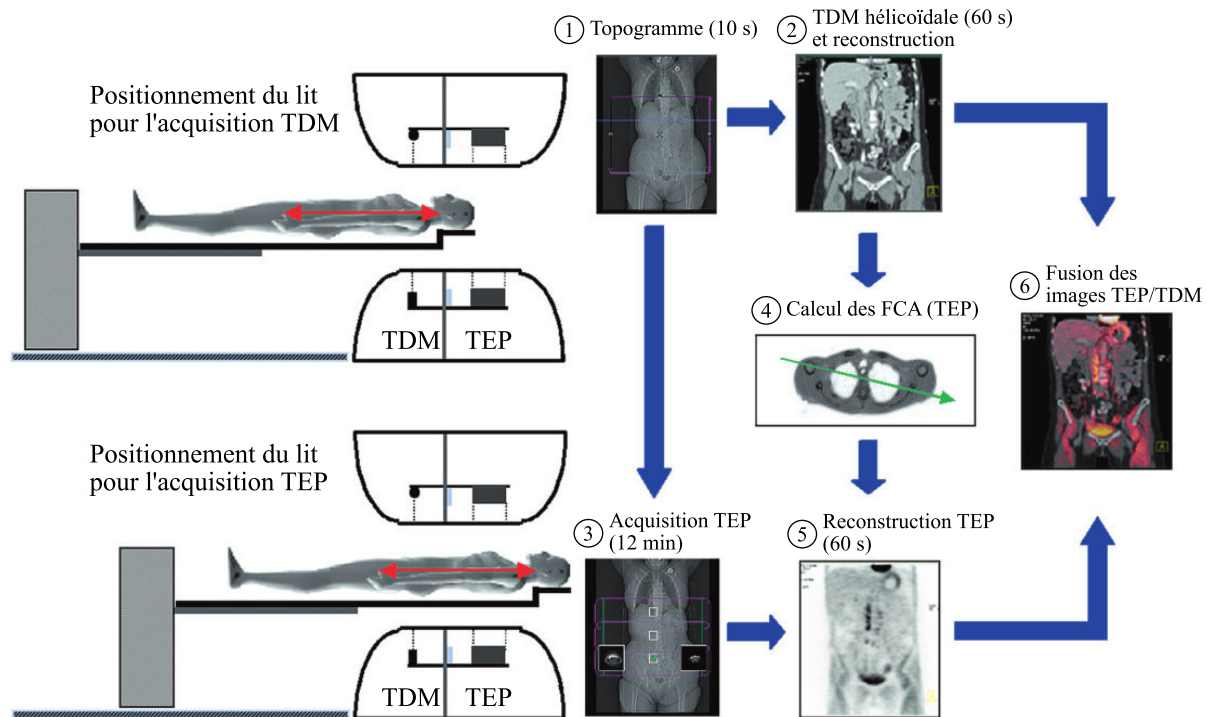 Positionnement du lit
pour l'acquisition TDM
TDM
TEP
Positionnement du lit
pour l'acquisition TEP
TDM
TEP
1 Topogramme (10 s)
2 TDM hélicoïdale (60 s)
et reconstruction
3 Acquisition TEP
(12 min)
4 Calcul des FCA (TEP)
5 Reconstruction TEP
(60 s)
6 Fusion des
images TEP/TDM